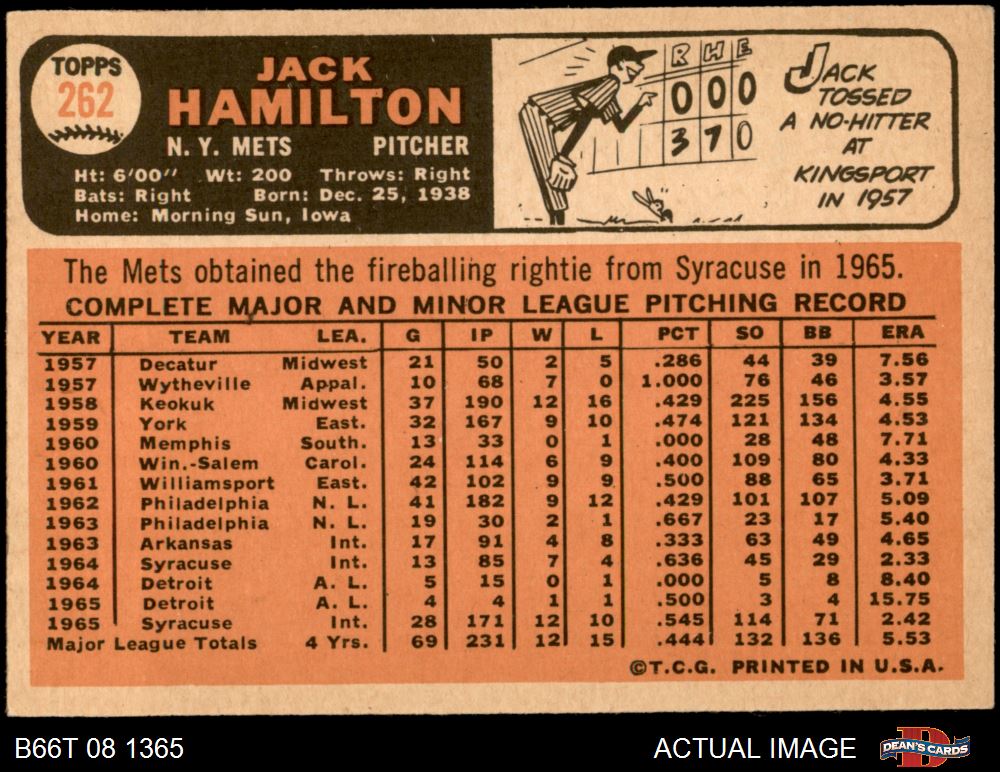 TOPPS
262
JACK
HAMILTON
N. Y. METS PITCHER
Ht: 6'00" Wt: 200 Throws: Right
Bats: Right Born: Dec. 25, 1938
Home: Morning Sun, Iowa
R H E
0 0 0
3 7 0
JACK
TOSSED
A NO-HITTER
AT
KINGSPORT
IN 1957
The Mets obtained the fireballing rightie from Syracuse in 1965.
COMPLETE MAJOR AND MINOR LEAGUE PITCHING RECORD
YEAR TEAM LEA. G IP W L PCT SO BB ERA
1957 Decatur Midwest 21 50 2 5 .286 44 39 7.56
1957 Wytheville Appal. 10 68 7 0 1.000 76 46 3.57
1958 Keokuk Midwest 37 190 12 16 .429 225 156 4.55
1959 York East. 32 167 9 10 .474 121 134 4.53
1960 Memphis South. 13 33 0 1 .000 28 48 7.71
1960 Win.-Salem Carol. 24 114 6 9 .400 109 80 4.33
1961 Williamsport East. 42 102 9 9 .500 88 65 3.71
1962 Philadelphia N. L. 41 182 9 12 .429 101 107 5.09
1963 Philadelphia N. L. 19 30 2 1 .667 23 17 5.40
1963 Arkansas Int. 17 91 4 8 .333 63 49 4.65
1964 Syracuse Int. 13 85 7 4 .636 45 29 2.33
1964 Detroit A. L. 5 15 0 1 .000 5 8 8.40
1965 Detroit A. L. 4 4 1 1 .500 3 4 15.75
1965 Syracuse Int. 28 171 12 10 .545 114 71 2.42
Major League Totals 4 Yrs. 69 231 12 15 .444 132 136 5.53
©T.C.G. PRINTED IN U.S.A.
B66T 08 1365 ACTUAL IMAGE DEAN'S CARDS